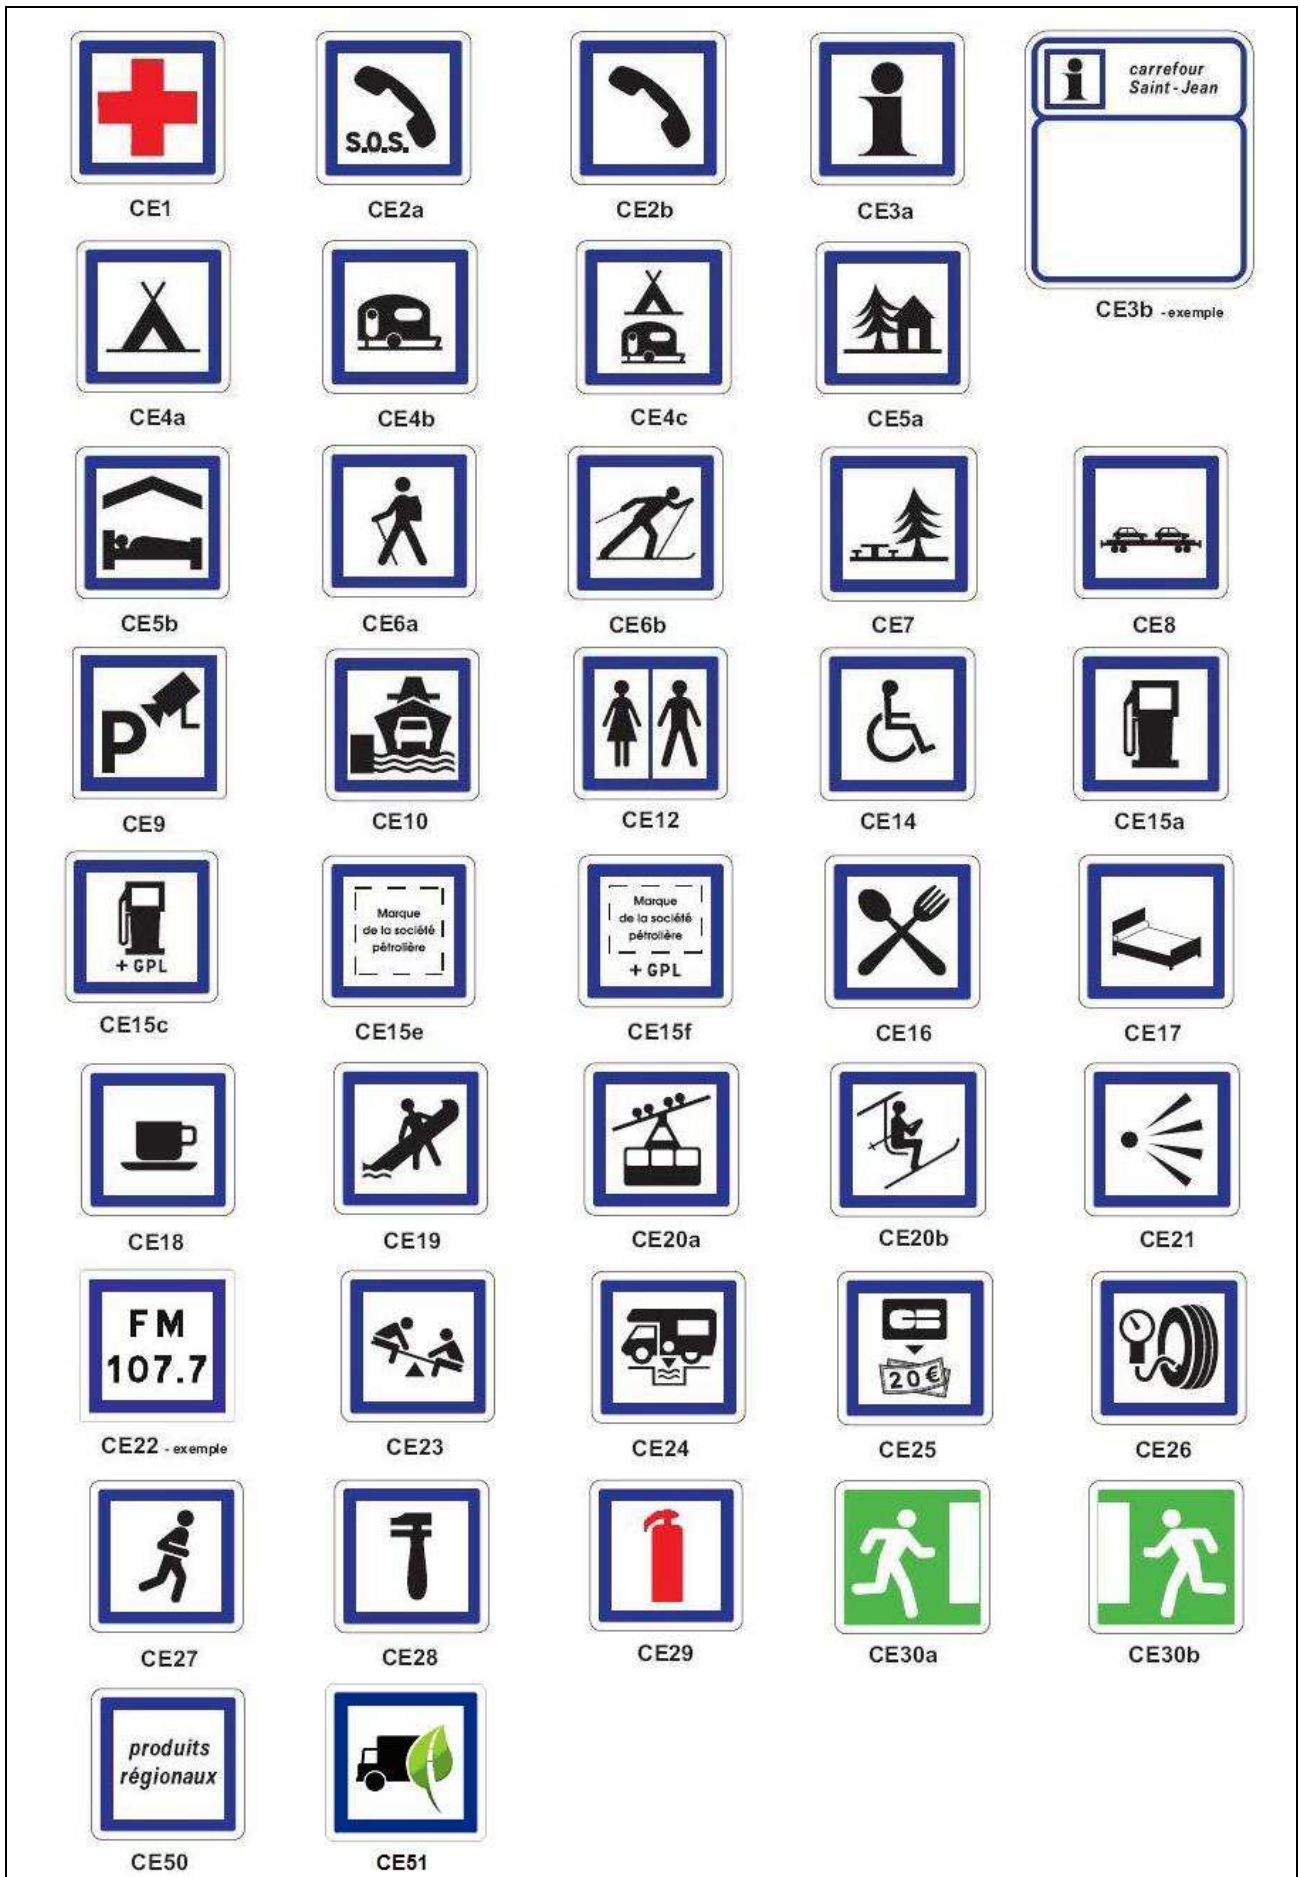 carrefour
Saint-Jean
S.O.S.
CE1
CE2a
CE2b
CE3a
CE3b - exemple
CE4a
CE4b
CE4c
CE5a
CE5b
CE6a
CE6b
CE7
CE8
P
CE9
CE10
CE12
CE14
CE15a
+ GPL
CE15c
Marque
de la société
pétrolière
CE15e
Marque
de la société
pétrolière
+ GPL
CE15f
CE16
CE17
CE18
CE19
CE20a
CE20b
CE21
FM
107.7
CE22 - exemple
CE23
CE24
CB
20€
CE25
CE26
CE27
CE28
CE29
CE30a
CE30b
produits
régionaux
CE50
CE51